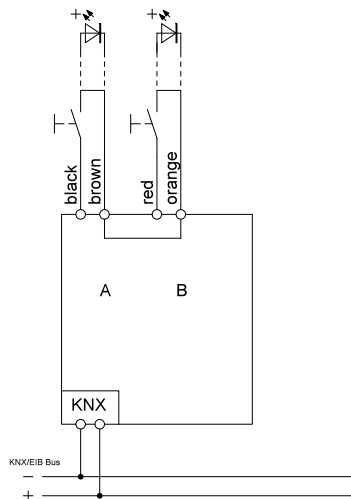 + +
black brown red orange
A B
KNX
KNX/EIB Bus
−
+